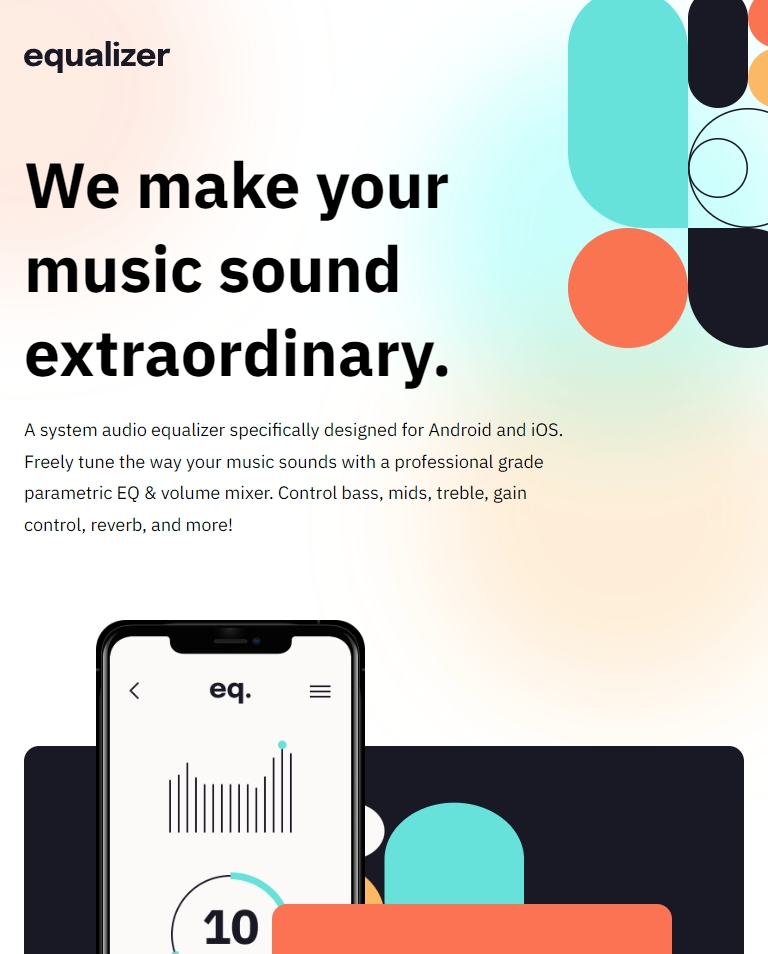 equalizer
We make your
music sound
extraordinary.
A system audio equalizer specifically designed for Android and iOS.
Freely tune the way your music sounds with a professional grade
parametric EQ & volume mixer. Control bass, mids, treble, gain
control, reverb, and more!
eq.
10